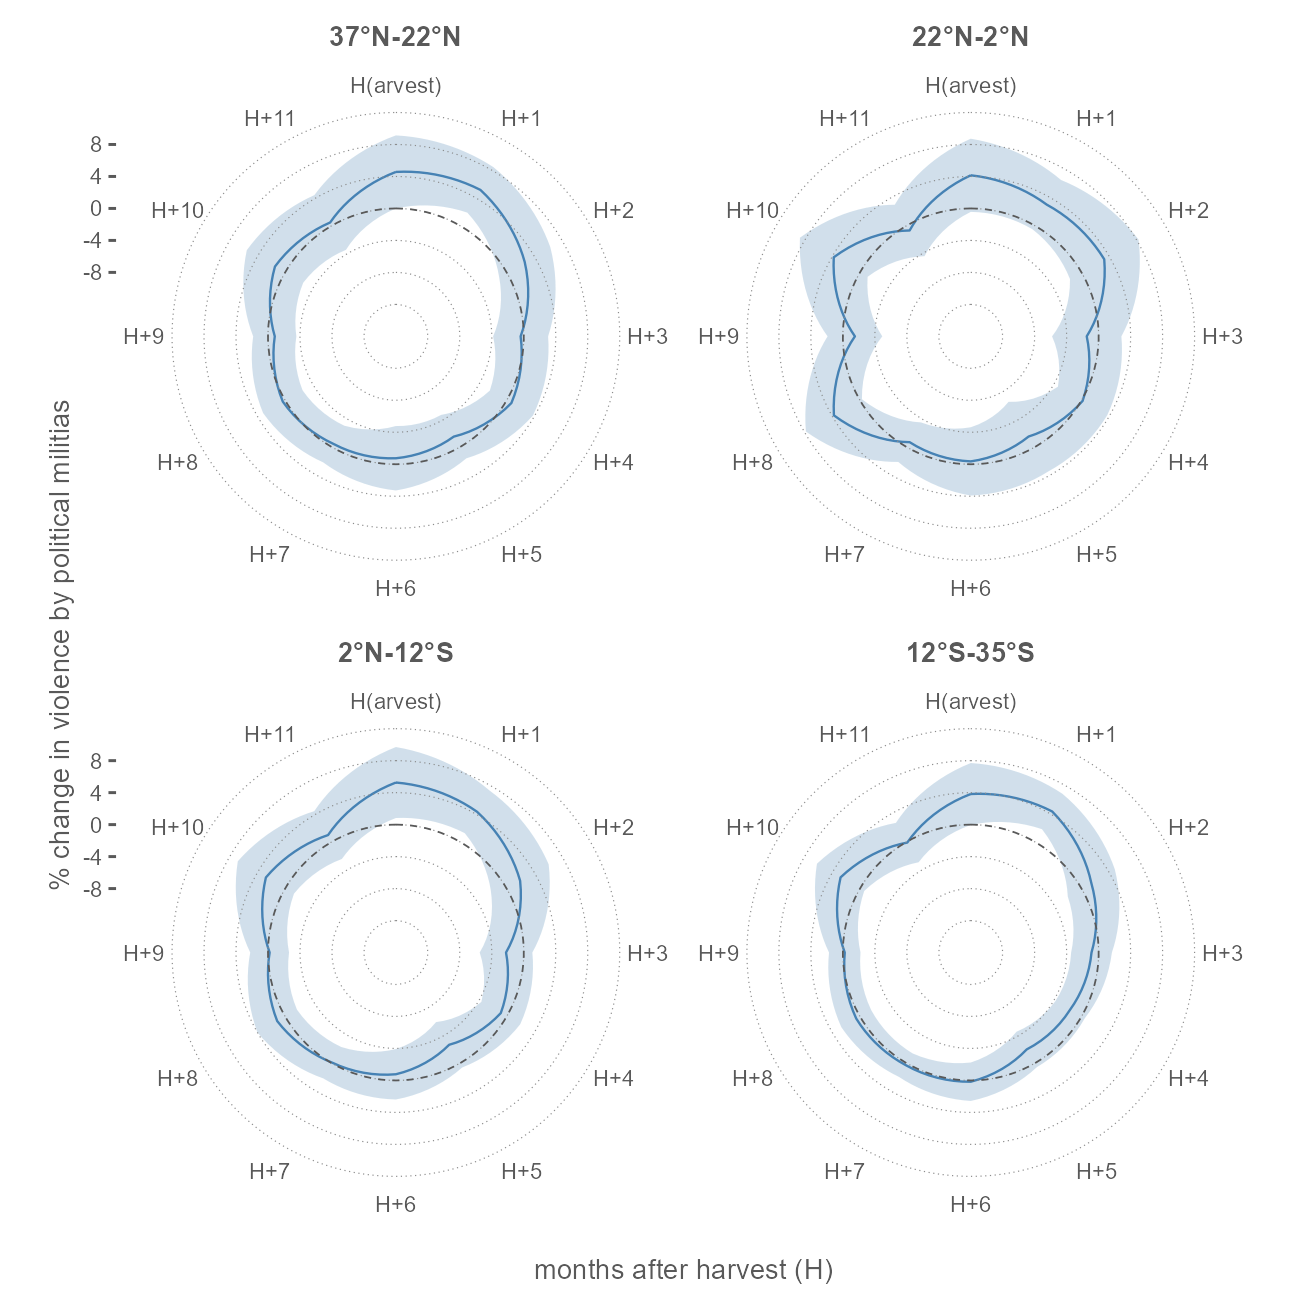 37°N-22°N
H(arvest)
H+1
H+2
H+3
H+4
H+5
H+6
H+7
H+8
H+9
H+10
H+11
8
4
0
-4
-8
22°N-2°N
H(arvest)
H+1
H+2
H+3
H+4
H+5
H+6
H+7
H+8
H+9
H+10
H+11
% change in violence by political militias
2°N-12°S
H(arvest)
H+1
H+2
H+3
H+4
H+5
H+6
H+7
H+8
H+9
H+10
H+11
8
4
0
-4
-8
12°S-35°S
H(arvest)
H+1
H+2
H+3
H+4
H+5
H+6
H+7
H+8
H+9
H+10
H+11
months after harvest (H)